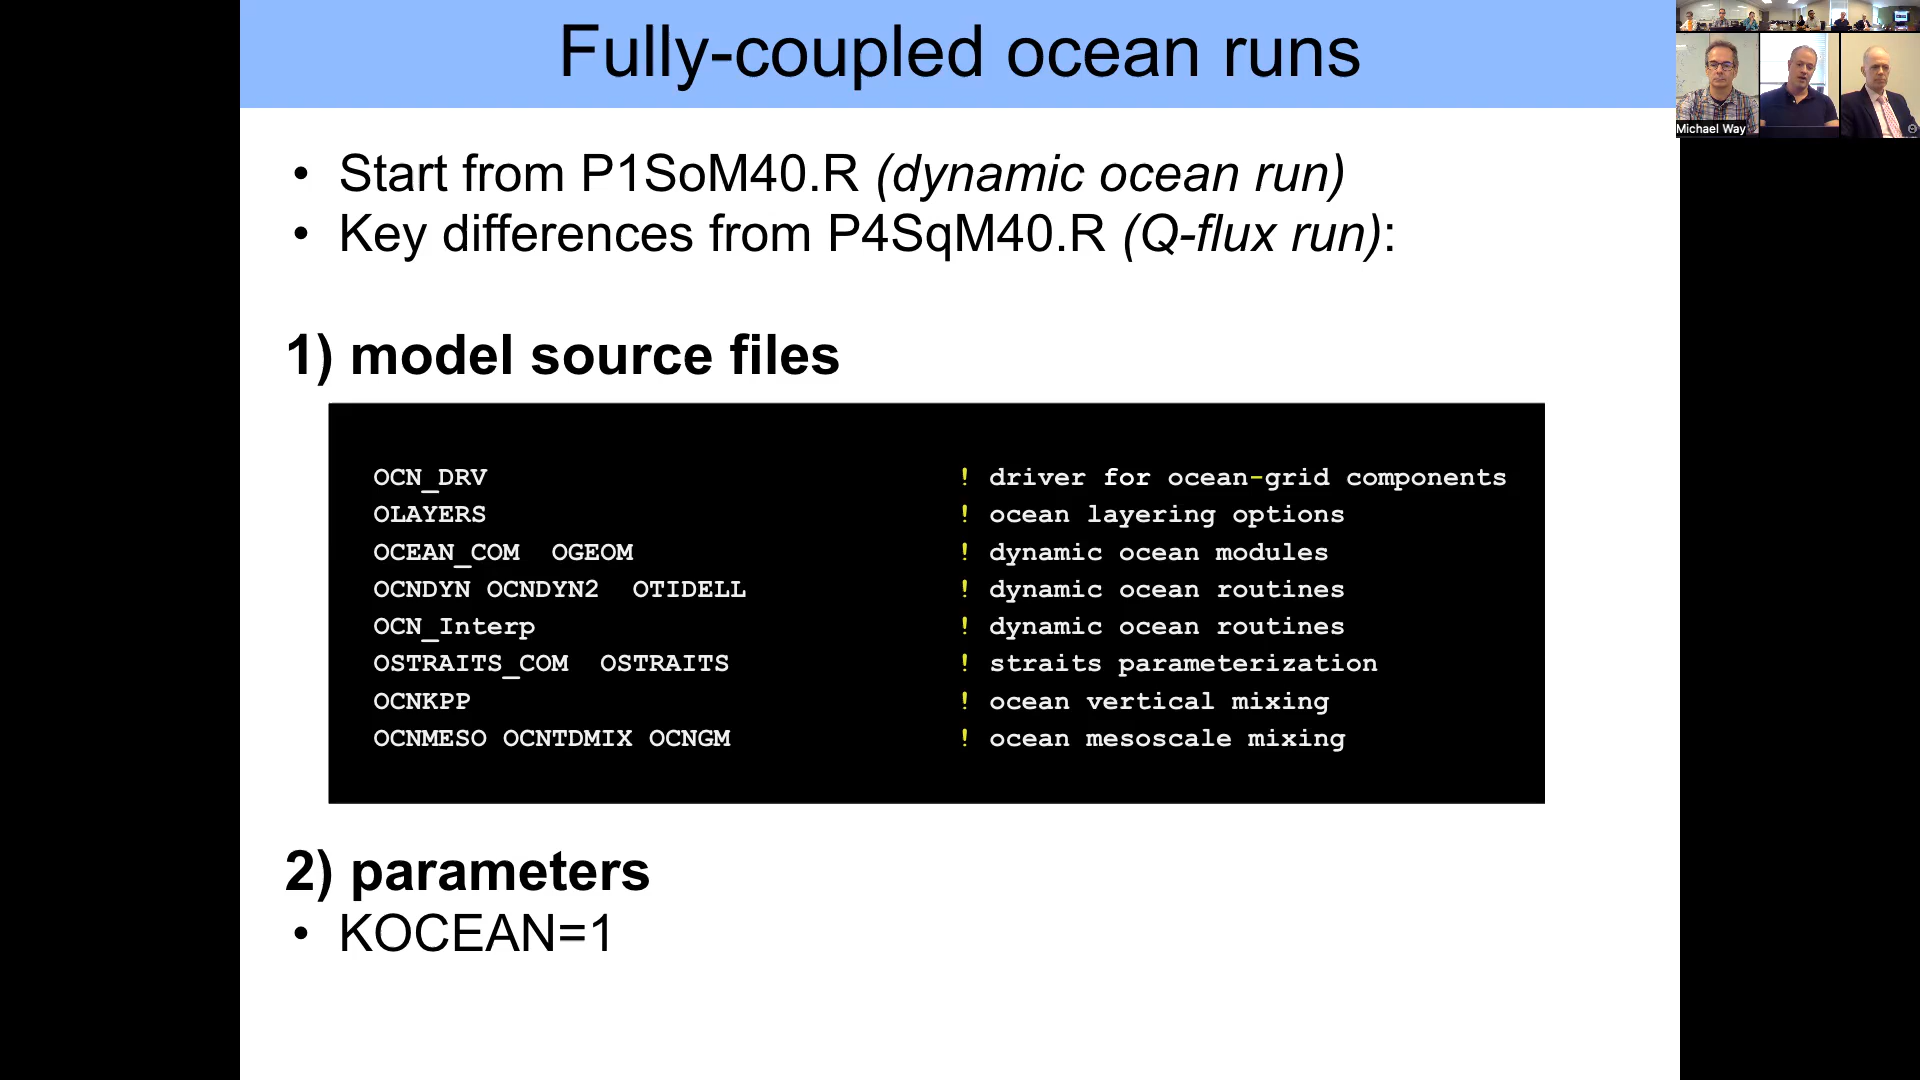 Fully-coupled ocean runs
Michael Way
• Start from P1SoM40.R (dynamic ocean run)
• Key differences from P4SqM40.R (Q-flux run):
1) model source files
OCN_DRV ! driver for ocean-grid components
OLAYERS ! ocean layering options
OCEAN_COM OGEOM ! dynamic ocean modules
OCNDYN OCNDYN2 OTIDELL ! dynamic ocean routines
OCN_Interp ! dynamic ocean routines
OSTRAITS_COM OSTRAITS ! straits parameterization
OCNKPP ! ocean vertical mixing
OCNMESO OCNTDMIX OCNGM ! ocean mesoscale mixing
2) parameters
• KOCEAN=1